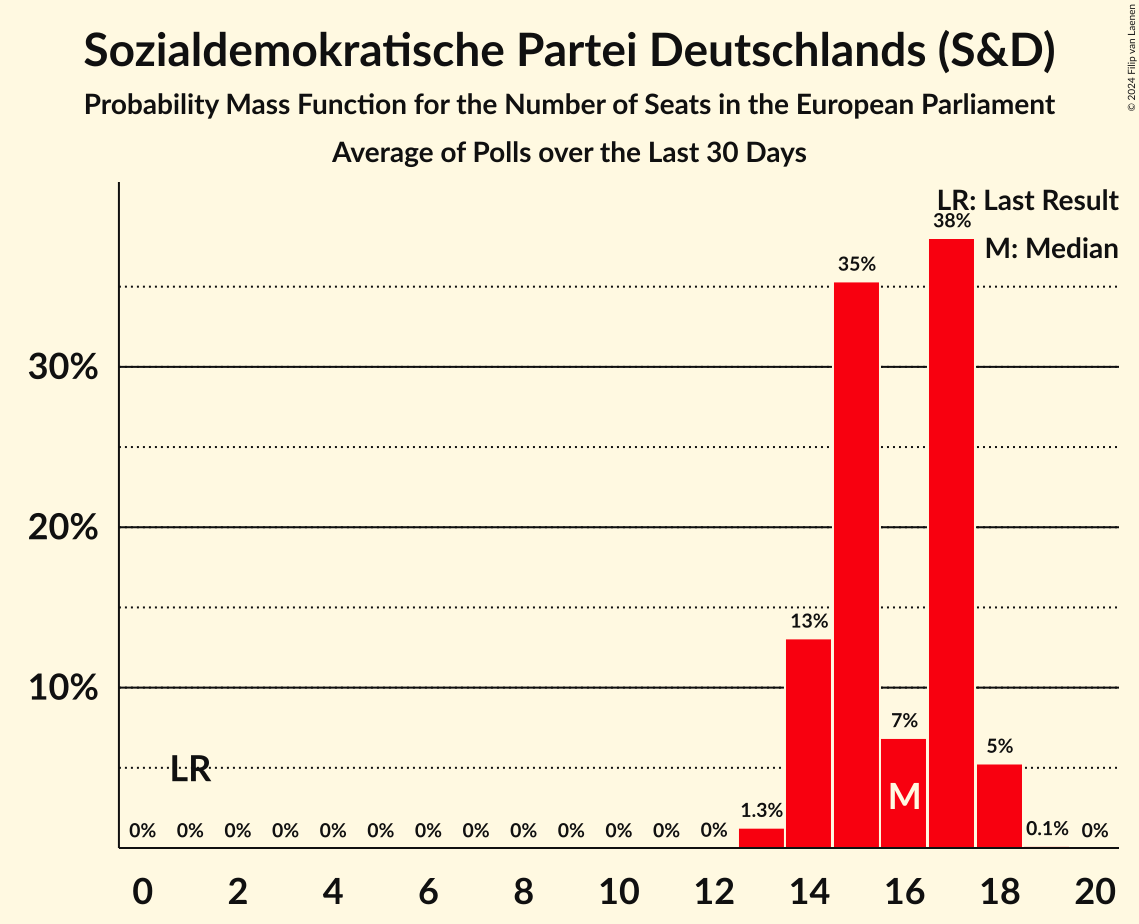 Sozialdemokratische Partei Deutschlands (S&D)
Probability Mass Function for the Number of Seats in the European Parliament
Average of Polls over the Last 30 Days
© 2024 Filip van Laenen
LR: Last Result
M: Median
38%
35%
30%
20%
13%
10%
7%
5%
LR
M
0% 0% 0% 0% 0% 0% 0% 0% 0% 0% 0% 0% 0% 1.3% 0.1% 0%
0 2 4 6 8 10 12 14 16 18 20